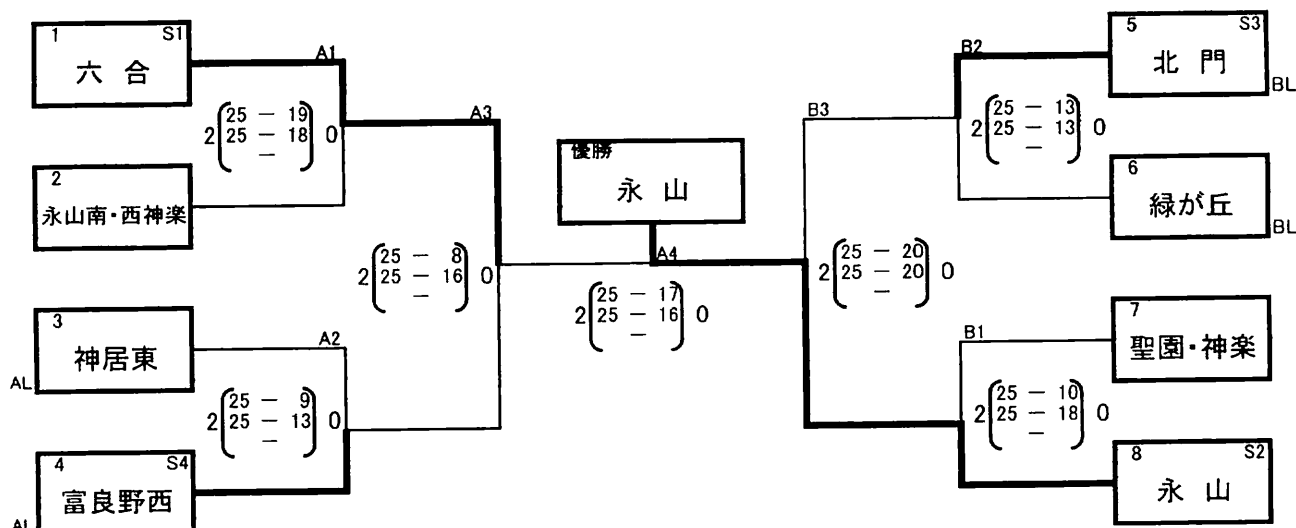 1 S1
六 合
A1
2 ( 25 － 19 ) 0
25 － 18
－
2
永山南・西神楽
A3
2 ( 25 － 8 ) 0
25 － 16
－
3
神居東
AL
A2
2 ( 25 － 9 ) 0
25 － 13
－
4 S4
富良野西
AL
優勝
永 山
A4
2 ( 25 － 17 ) 0
25 － 16
－
5 S3
北 門
BL
B2
2 ( 25 － 13 ) 0
25 － 13
－
6
緑が丘
BL
B3
2 ( 25 － 20 ) 0
25 － 20
－
7
聖園・神楽
B1
2 ( 25 － 10 ) 0
25 － 18
－
8 S2
永 山